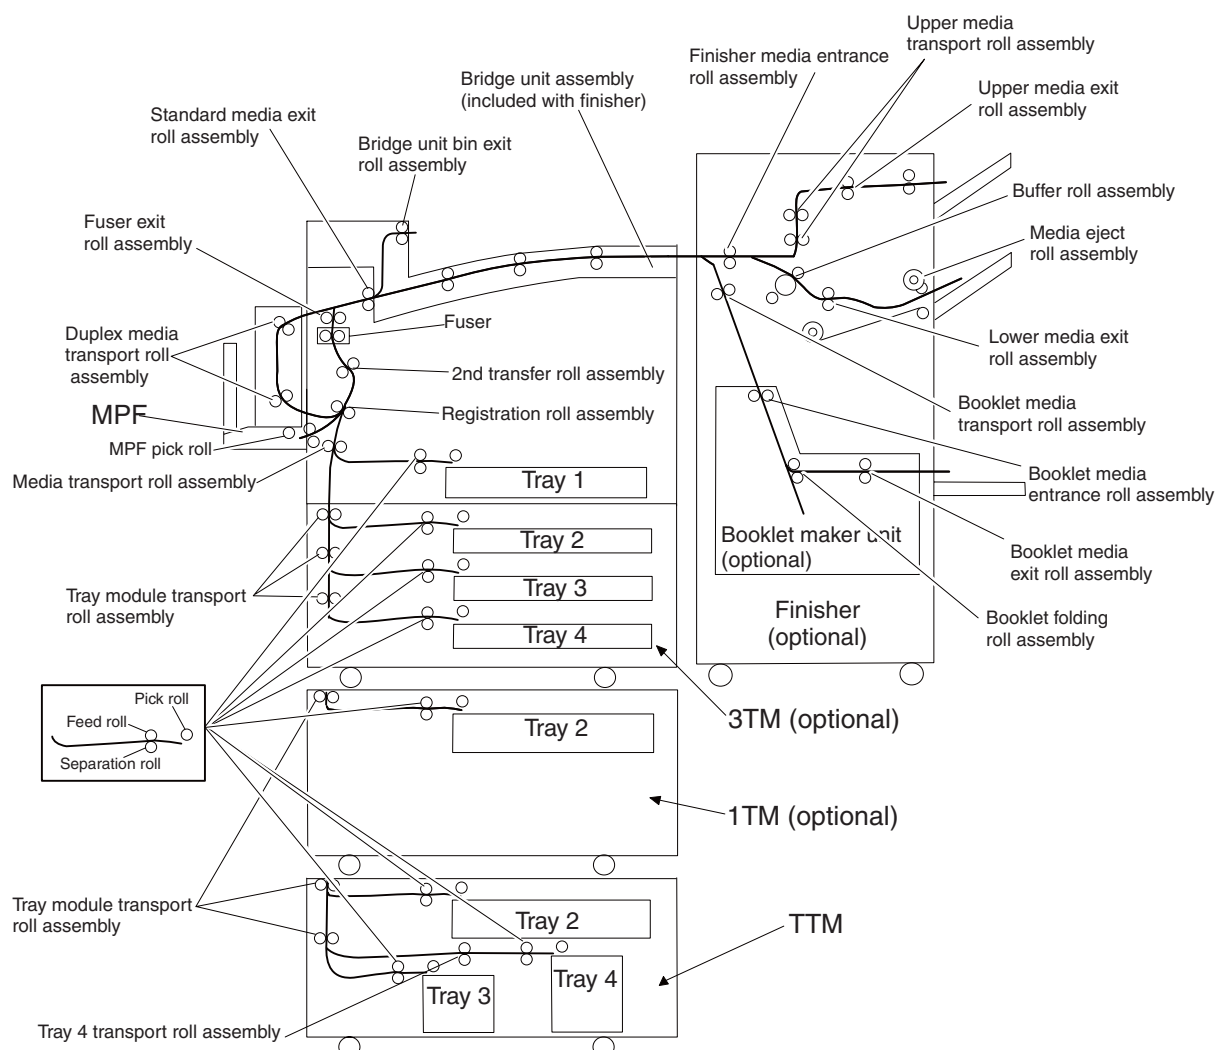 Upper media
transport roll assembly
Finisher media entrance
roll assembly
Bridge unit assembly
(included with finisher)
Upper media exit
roll assembly
Standard media exit
roll assembly
Bridge unit bin exit
roll assembly
Buffer roll assembly
Fuser exit
roll assembly
Media eject
roll assembly
Fuser
Duplex media
transport roll
assembly
Lower media exit
roll assembly
2nd transfer roll assembly
MPF
Registration roll assembly
Booklet media
transport roll assembly
MPF pick roll
Media transport roll assembly
Tray 1
Booklet media
entrance roll assembly
Tray 2
Booklet maker unit
(optional)
Booklet media
exit roll assembly
Tray 3
Tray module transport
roll assembly
Finisher
(optional)
Booklet folding
roll assembly
Tray 4
Pick roll
Feed roll
Separation roll
3TM (optional)
Tray 2
1TM (optional)
Tray module transport
roll assembly
Tray 2
TTM
Tray 4
Tray 3
Tray 4 transport roll assembly